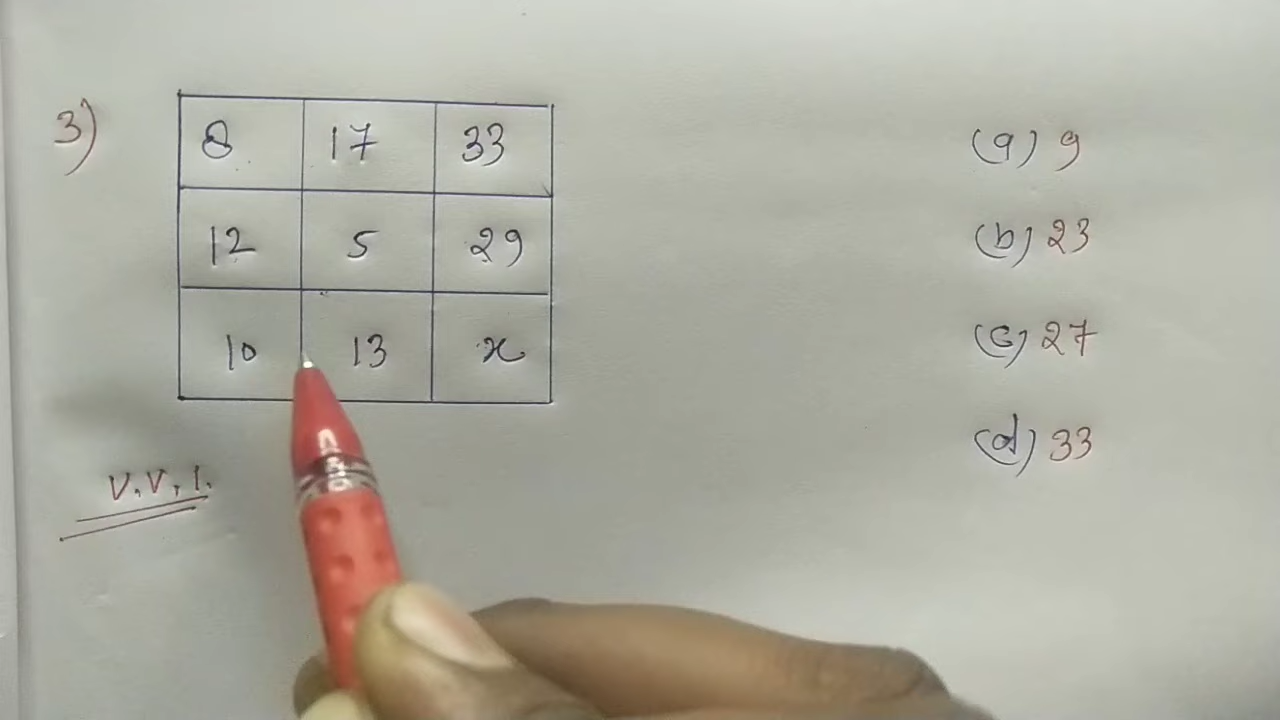 3)
8 17 33
12 5 29
10 13 x
V.V.I.
(a) 9
(b) 23
(c) 27
(d) 33